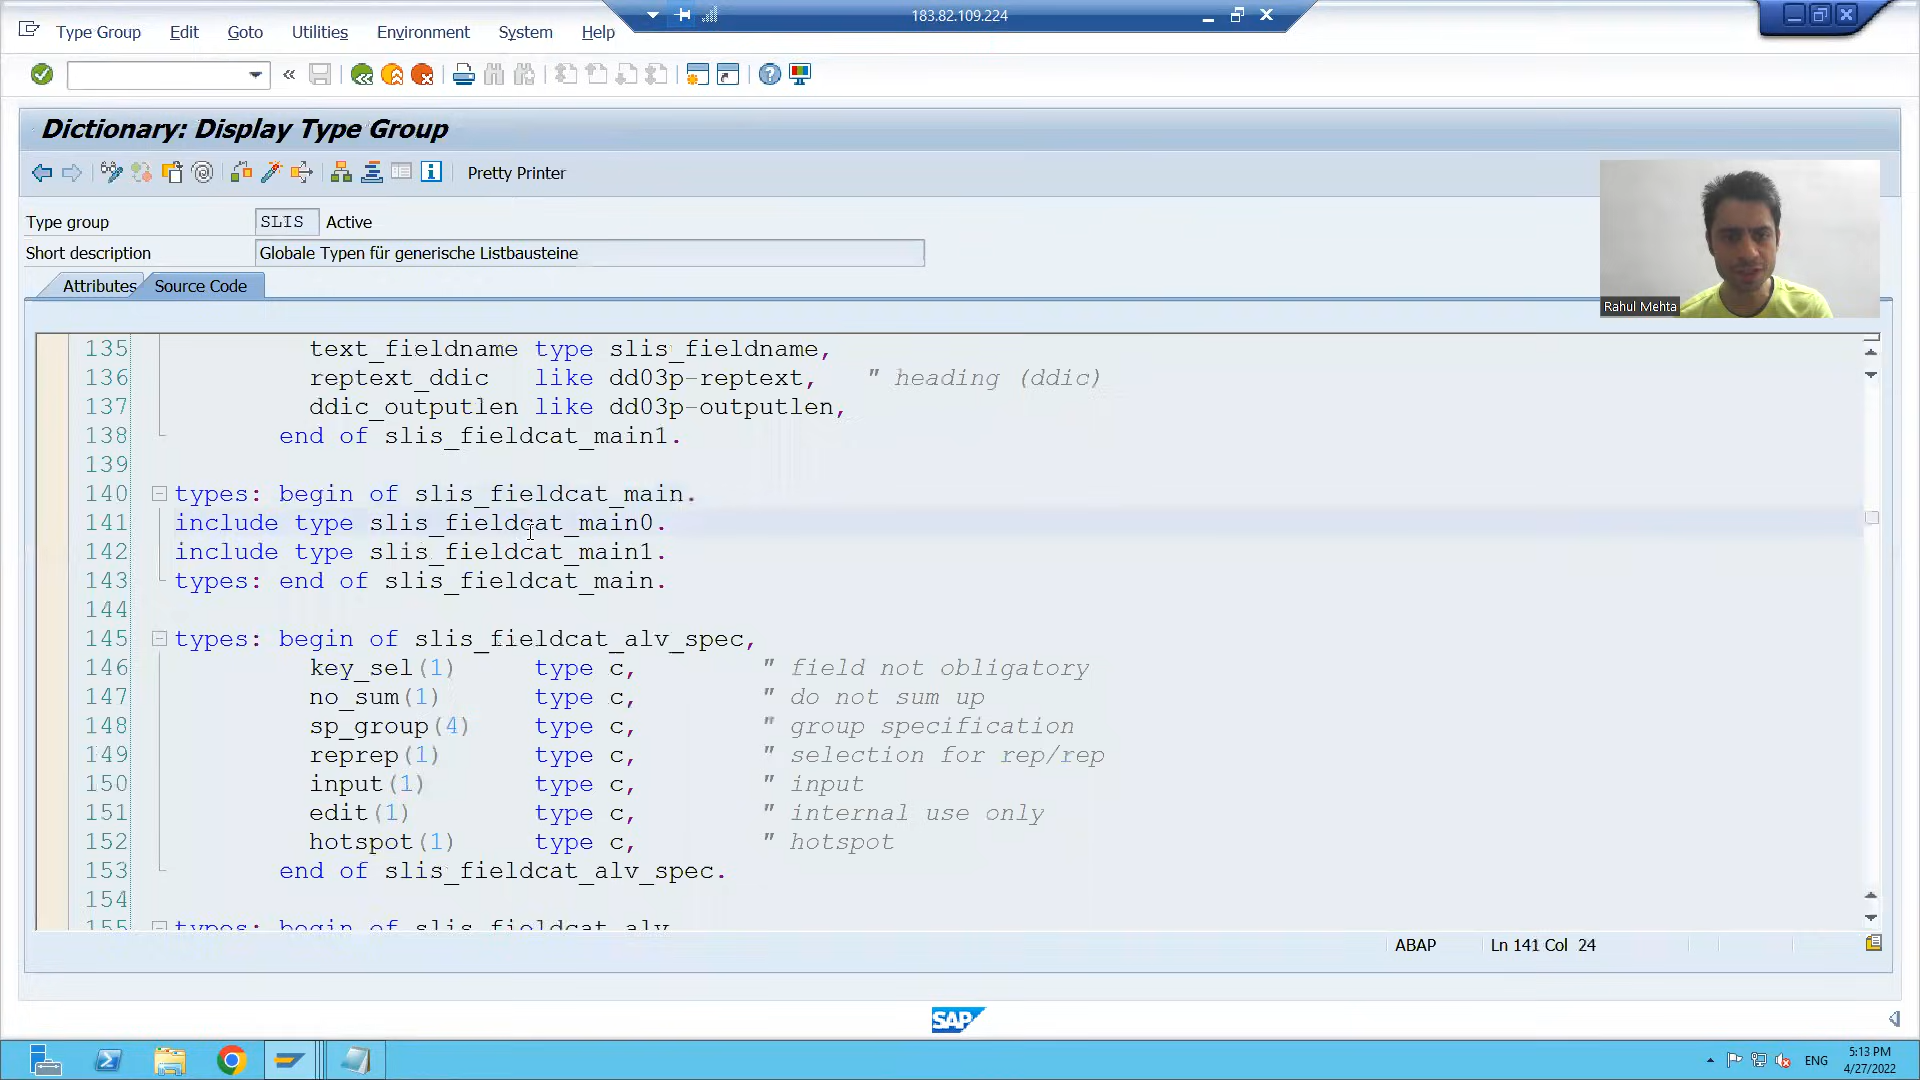 183.82.109.224
Type Group Edit Goto Utilities Environment System Help
Dictionary: Display Type Group
Pretty Printer
Type group SLIS Active
Short description Globale Typen für generische Listbausteine
Rahul Mehta
Attributes Source Code
135 text_fieldname type slis_fieldname,
136 reptext_ddic like dd03p-reptext, " heading (ddic)
137 ddic_outputlen like dd03p-outputlen,
138 end of slis_fieldcat_main1.
139
140 types: begin of slis_fieldcat_main.
141 include type slis_fieldcat_main0.
142 include type slis_fieldcat_main1.
143 types: end of slis_fieldcat_main.
144
145 types: begin of slis_fieldcat_alv_spec,
146 key_sel(1) type c, " field not obligatory
147 no_sum(1) type c, " do not sum up
148 sp_group(4) type c, " group specification
149 reprep(1) type c, " selection for rep/rep
150 input(1) type c, " input
151 edit(1) type c, " internal use only
152 hotspot(1) type c, " hotspot
153 end of slis_fieldcat_alv_spec.
154
155 types: begin of slis_fieldcat_alv
ABAP Ln 141 Col 24
SAP
ENG
5:13 PM
4/27/2022